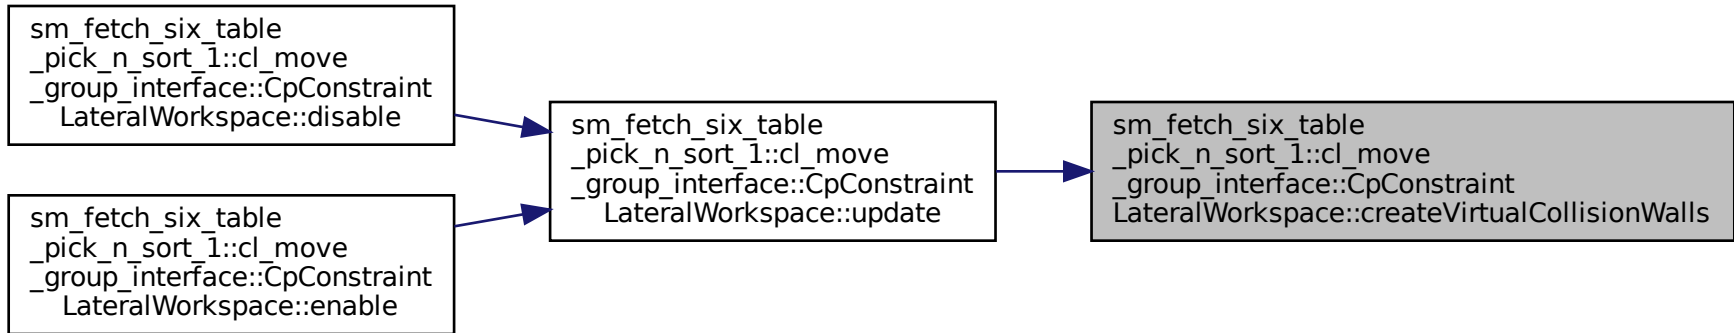 sm_fetch_six_table
_pick_n_sort_1::cl_move
_group_interface::CpConstraint
LateralWorkspace::disable
sm_fetch_six_table
_pick_n_sort_1::cl_move
_group_interface::CpConstraint
LateralWorkspace::enable
sm_fetch_six_table
_pick_n_sort_1::cl_move
_group_interface::CpConstraint
LateralWorkspace::update
sm_fetch_six_table
_pick_n_sort_1::cl_move
_group_interface::CpConstraint
LateralWorkspace::createVirtualCollisionWalls